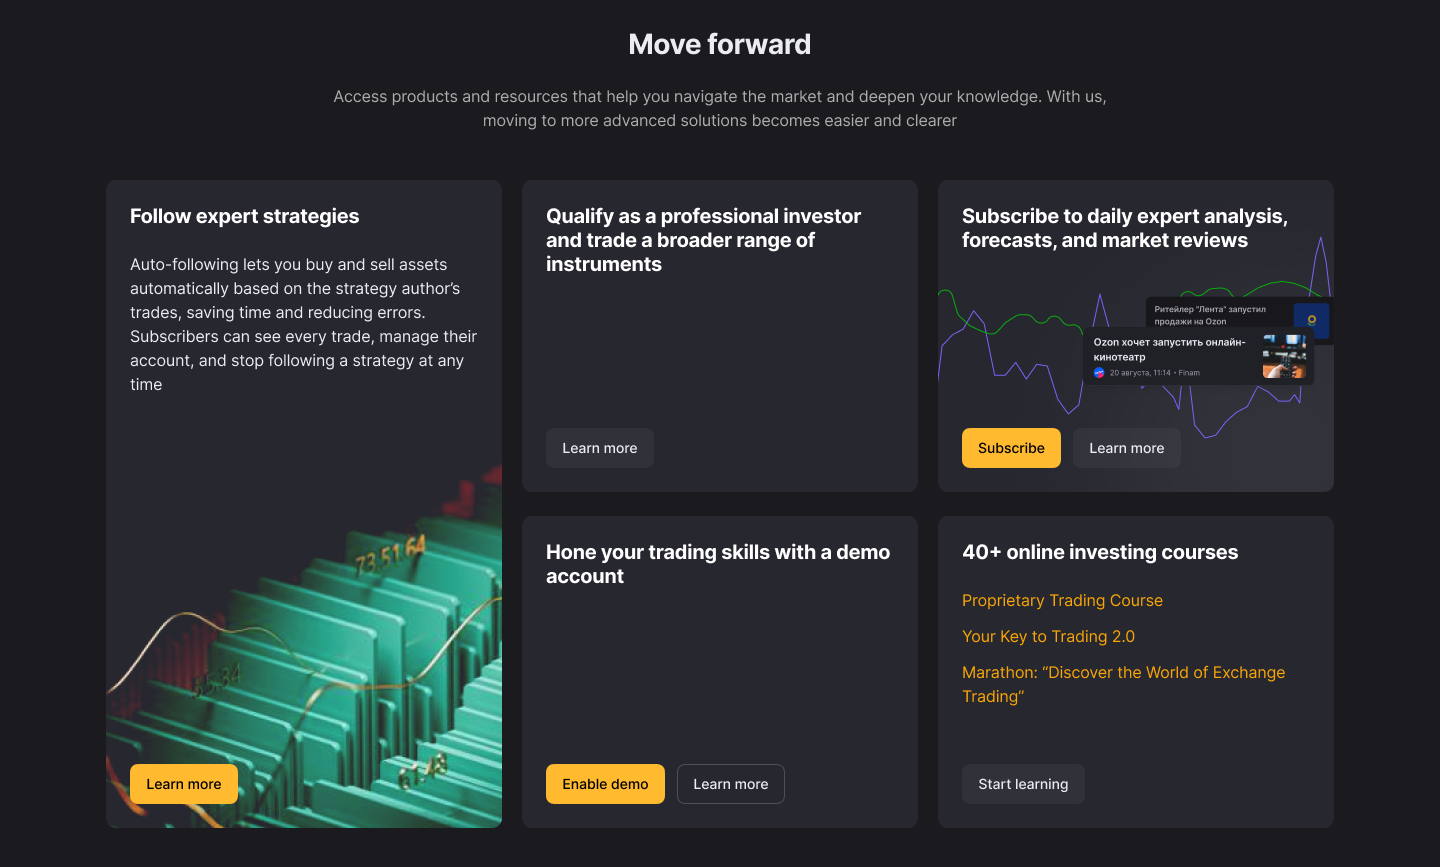 Move forward
Access products and resources that help you navigate the market and deepen your knowledge. With us,
moving to more advanced solutions becomes easier and clearer
Follow expert strategies
Auto-following lets you buy and sell assets
automatically based on the strategy author’s
trades, saving time and reducing errors.
Subscribers can see every trade, manage their
account, and stop following a strategy at any
time
73.51.64
55.34
61.48
Learn more
Qualify as a professional investor
and trade a broader range of
instruments
Learn more
Subscribe to daily expert analysis,
forecasts, and market reviews
Ритейлер "Лента" запустил
продажи на Ozon
Ozon хочет запустить онлайн-
кинотеатр
20 августа, 11:14 • Finam
Subscribe
Learn more
Hone your trading skills with a demo
account
Enable demo
Learn more
40+ online investing courses
Proprietary Trading Course
Your Key to Trading 2.0
Marathon: “Discover the World of Exchange
Trading”
Start learning